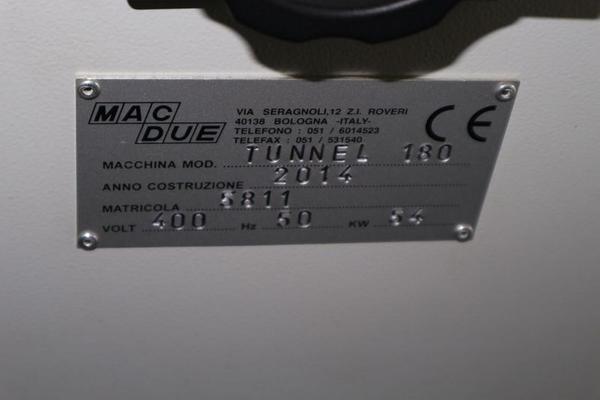 MAC
DUE
VIA SERAGNOLI,12 Z.I. ROVERI
40138 BOLOGNA -ITALY-
TELEFONO : 051 / 6014523
TELEFAX : 051 / 531540
CE
MACCHINA MOD. TUNNEL 180
ANNO COSTRUZIONE 2014
MATRICOLA 5811
VOLT 400 Hz 50 KW 54